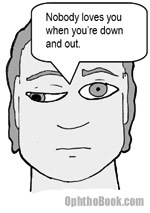 Nobody loves you
when you're down
and out.
OphthoBook.com